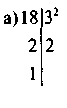 a) 18 | 3²
2 | 2
1 |